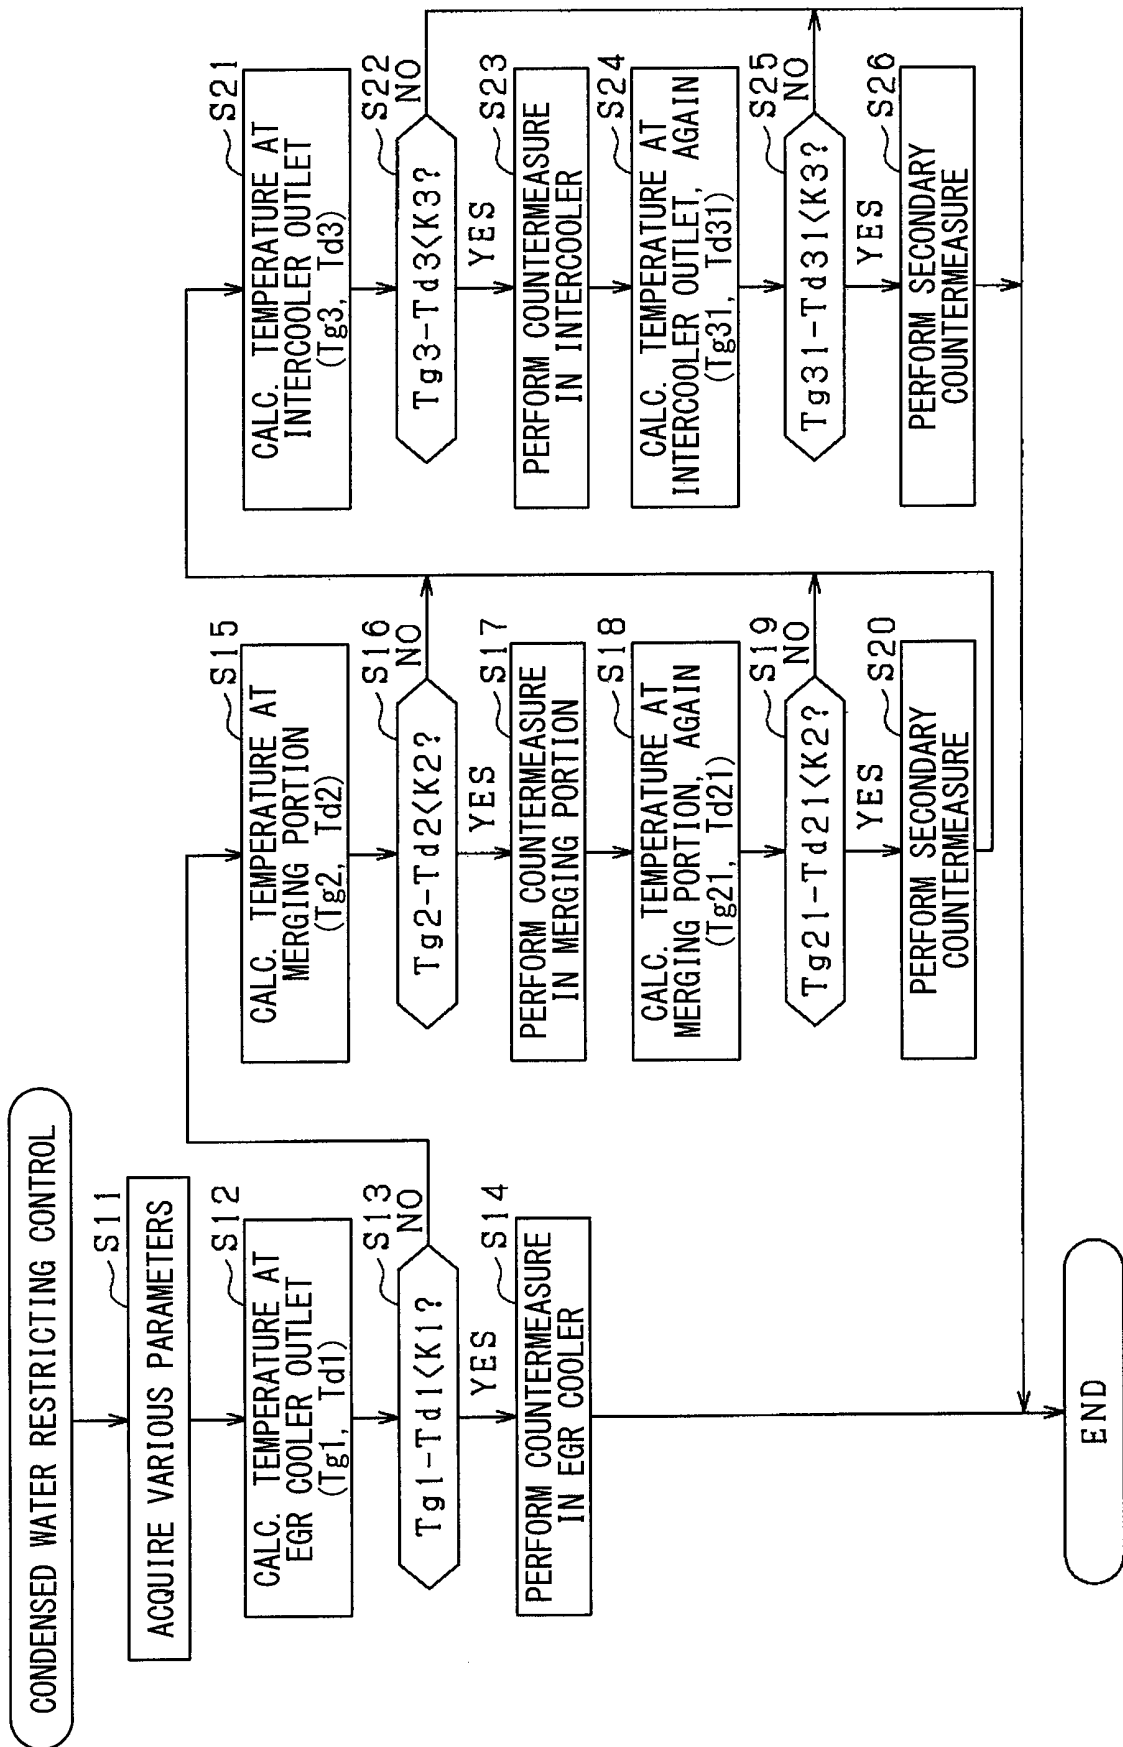 CONDENSED WATER RESTRICTING CONTROL
S11
ACQUIRE VARIOUS PARAMETERS
S12
CALC. TEMPERATURE AT
EGR COOLER OUTLET
(Tg1, Td1)
S13
Tg1-Td1<K1?
NO
YES
S14
PERFORM COUNTERMEASURE
IN EGR COOLER
S15
CALC. TEMPERATURE AT
MERGING PORTION
(Tg2, Td2)
S16
Tg2-Td2<K2?
NO
YES
S17
PERFORM COUNTERMEASURE
IN MERGING PORTION
S18
CALC. TEMPERATURE AT
MERGING PORTION, AGAIN
(Tg21, Td21)
S19
Tg21-Td21<K2?
NO
YES
S20
PERFORM SECONDARY
COUNTERMEASURE
S21
CALC. TEMPERATURE AT
INTERCOOLER OUTLET
(Tg3, Td3)
S22
Tg3-Td3<K3?
NO
YES
S23
PERFORM COUNTERMEASURE
IN INTERCOOLER
S24
CALC. TEMPERATURE AT
INTERCOOLER OUTLET, AGAIN
(Tg31, Td31)
S25
Tg31-Td31<K3?
NO
YES
S26
PERFORM SECONDARY
COUNTERMEASURE
END